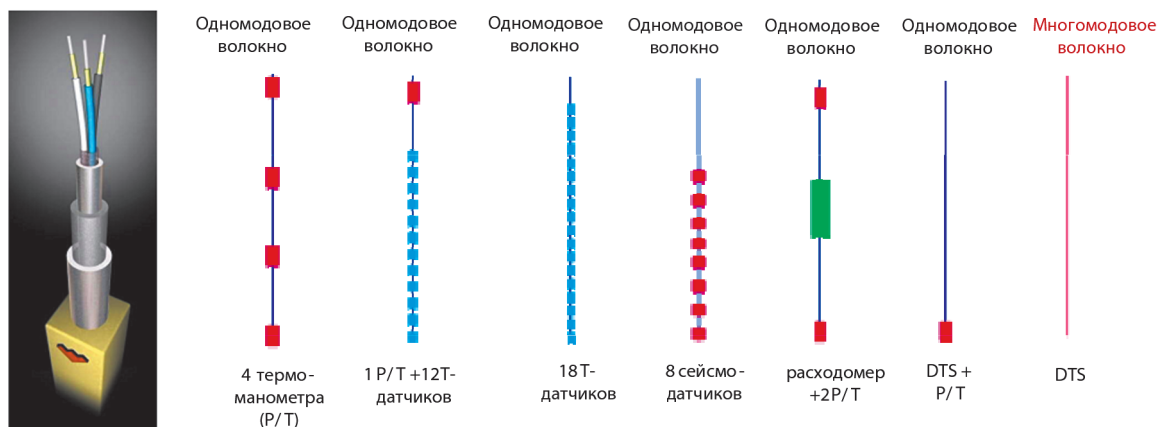 Одномодовое
волокно
Одномодовое
волокно
Одномодовое
волокно
Одномодовое
волокно
Одномодовое
волокно
Одномодовое
волокно
Многомодовое
волокно
4 термо-
манометра
(P/T)
1 P/T +12Т-
датчиков
18 Т-
датчиков
8 сейсмо-
датчиков
расходомер
+2P/T
DTS +
P/T
DTS